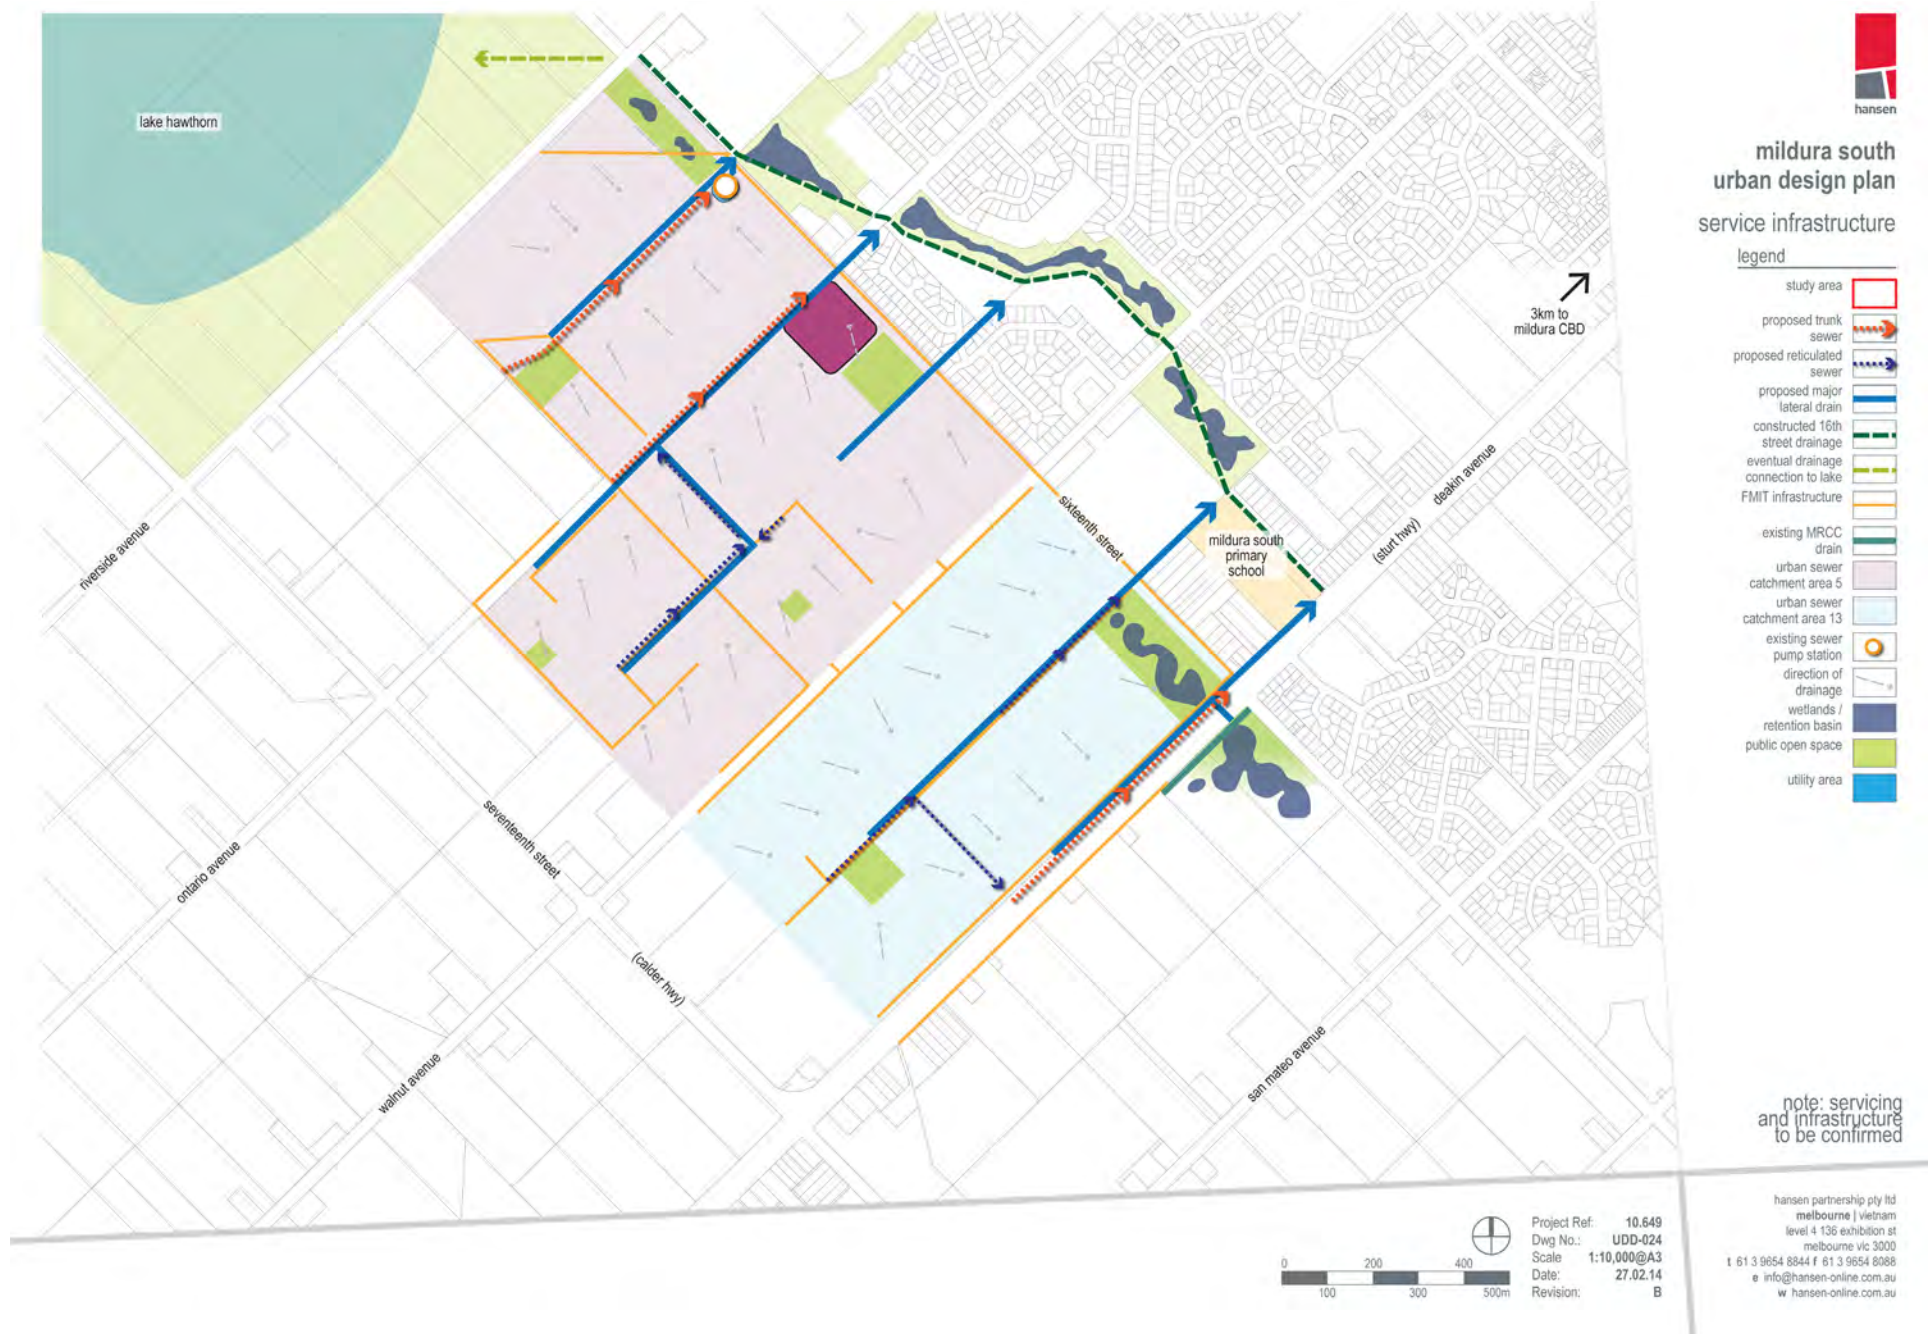 lake hawthorn
riverside avenue
ontario avenue
walnut avenue
seventeenth street
(calder hwy)
sixteenth street
mildura south
primary
school
(sturt hwy)
deakin avenue
san mateo avenue
3km to
mildura CBD
hansen
mildura south
urban design plan
service infrastructure
legend
study area
proposed trunk
sewer
proposed reticulated
sewer
proposed major
lateral drain
constructed 16th
street drainage
eventual drainage
connection to lake
FMIT infrastructure
existing MRCC
drain
urban sewer
catchment area 5
urban sewer
catchment area 13
existing sewer
pump station
direction of
drainage
wetlands /
retention basin
public open space
utility area
note: servicing
and infrastructure
to be confirmed
0 200 400
100 300 500m
Project Ref: 10.649
Dwg No.: UDD-024
Scale 1:10,000@A3
Date: 27.02.14
Revision: B
hansen partnership pty ltd
melbourne | vietnam
level 4 136 exhibition st
melbourne vic 3000
t 61 3 9654 8844 f 61 3 9654 8088
e info@hansen-online.com.au
w hansen-online.com.au